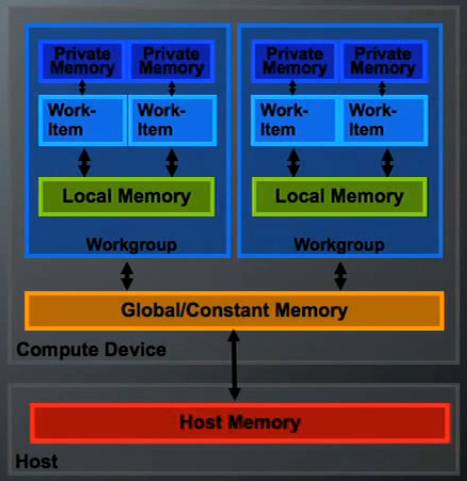 Private Memory
Private Memory
Private Memory
Private Memory
Work-Item
Work-Item
Work-Item
Work-Item
Local Memory
Local Memory
Workgroup
Workgroup
Global/Constant Memory
Compute Device
Host Memory
Host